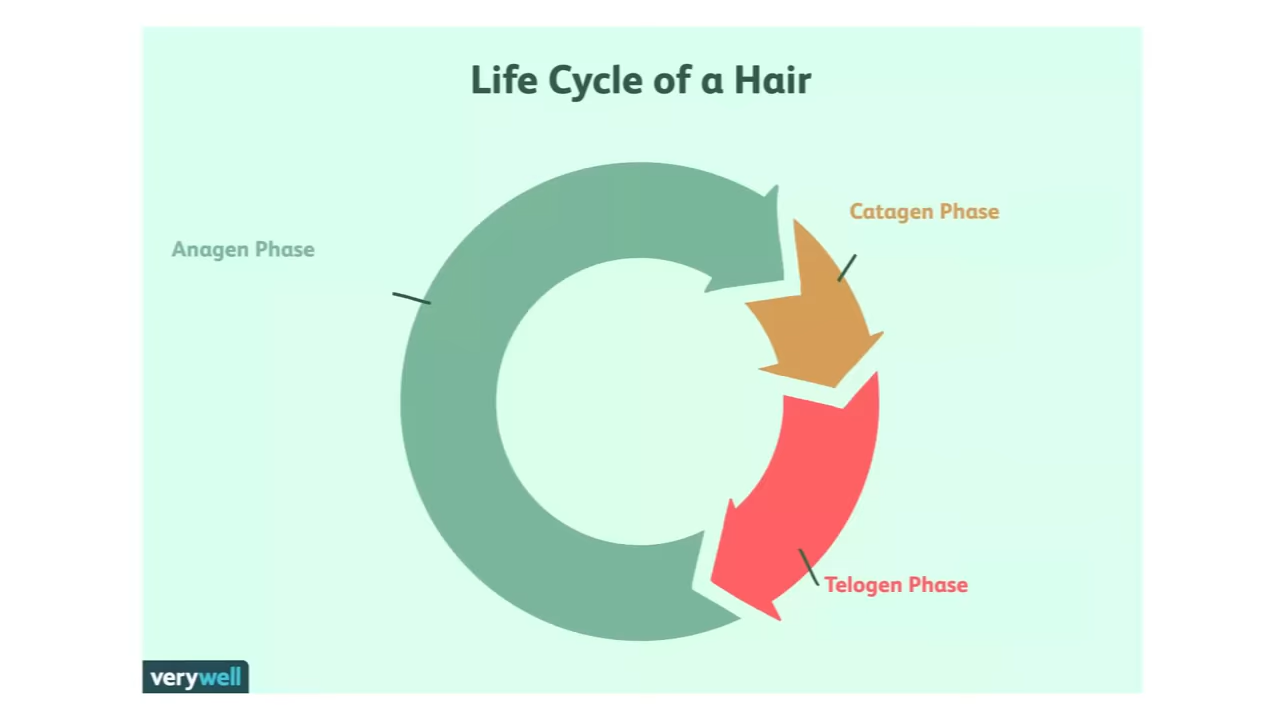 Life Cycle of a Hair
Catagen Phase
Anagen Phase
Telogen Phase
verywell